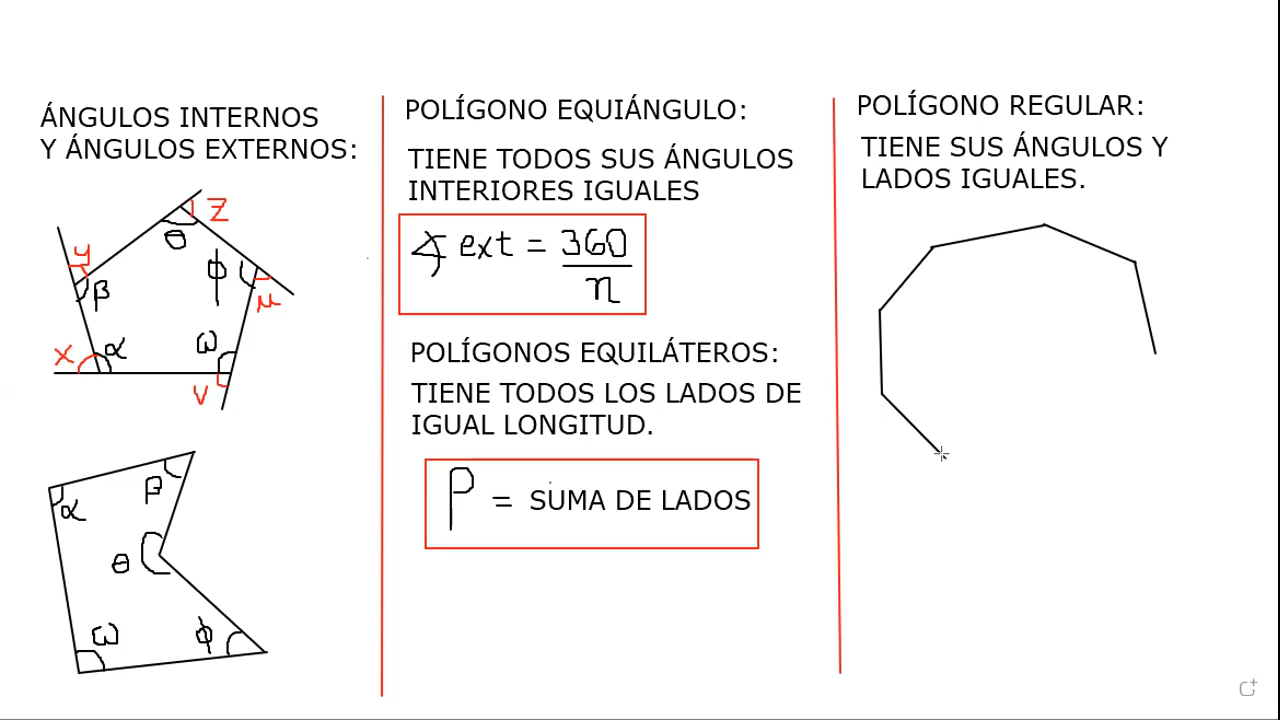 ÁNGULOS INTERNOS
Y ÁNGULOS EXTERNOS:
z
y
θ
β
ϕ
μ
x
α
ω
v
β
α
θ
ω
ϕ
POLÍGONO EQUIÁNGULO:
TIENE TODOS SUS ÁNGULOS
INTERIORES IGUALES
∡ ext = 360/n
POLÍGONOS EQUILÁTEROS:
TIENE TODOS LOS LADOS DE
IGUAL LONGITUD.
P = SUMA DE LADOS
POLÍGONO REGULAR:
TIENE SUS ÁNGULOS Y
LADOS IGUALES.